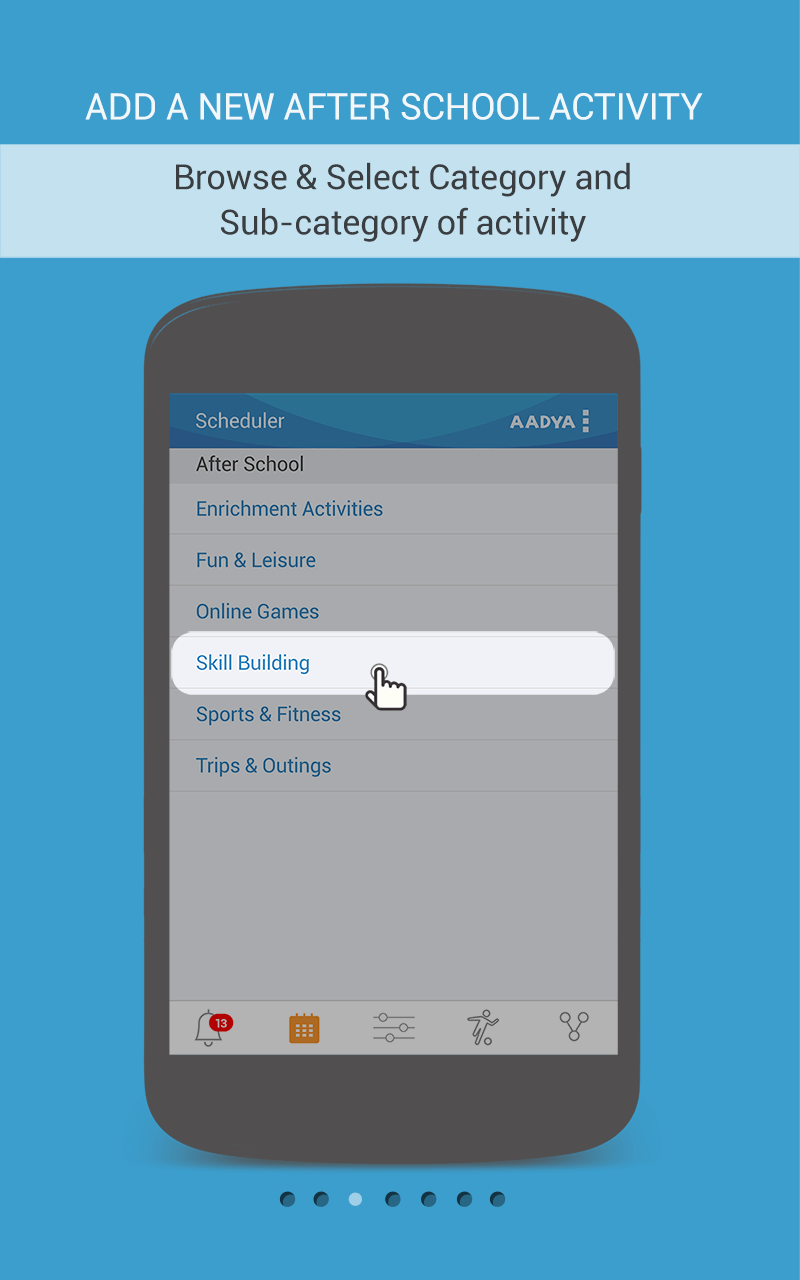 ADD A NEW AFTER SCHOOL ACTIVITY
Browse & Select Category and
Sub-category of activity
Scheduler AADYA
After School
Enrichment Activities
Fun & Leisure
Online Games
Skill Building
Sports & Fitness
Trips & Outings
13